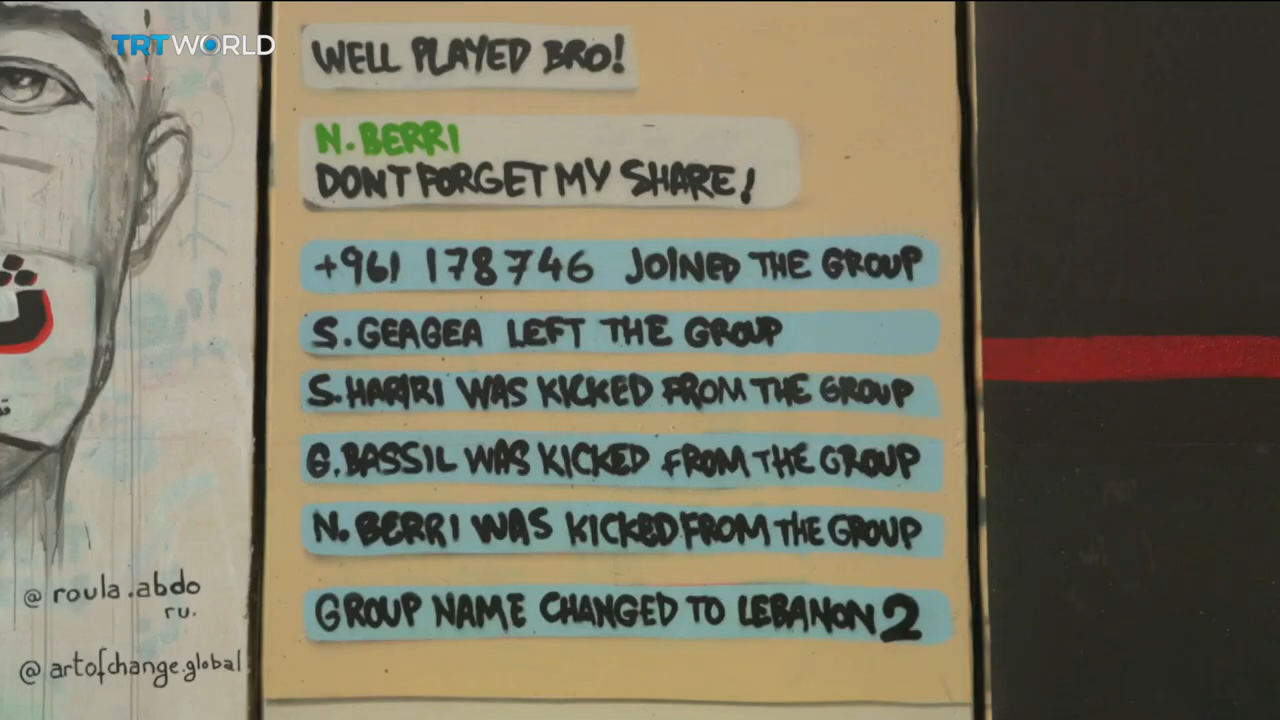 TRT WORLD
WELL PLAYED BRO!
N. BERRI
DONT FORGET MY SHARE!
+961 178746 JOINED THE GROUP
S. GEAGEA LEFT THE GROUP
S. HARIRI WAS KICKED FROM THE GROUP
G. BASSIL WAS KICKED FROM THE GROUP
N. BERRI WAS KICKED FROM THE GROUP
GROUP NAME CHANGED TO LEBANON 2
@ roula.abdo
ru.
@ artofchange.global